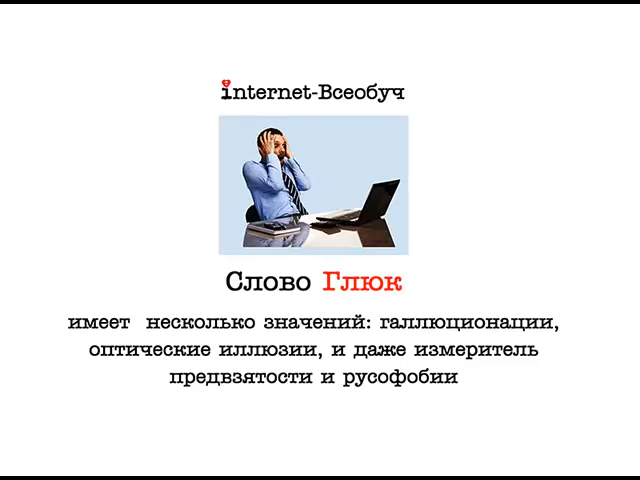 internet-Всеобуч
Слово Глюк
имеет несколько значений: галлюционации,
оптические иллюзии, и даже измеритель
предвзятости и русофобии